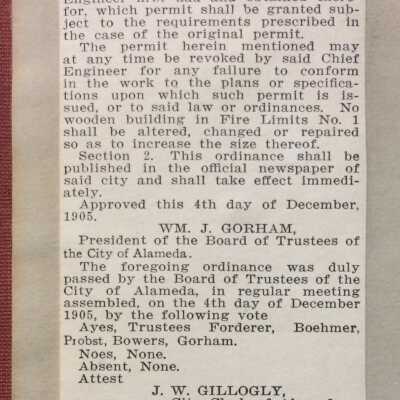 for, which permit shall be granted sub-
ject to the requirements prescribed in
the case of the original permit.
The permit herein mentioned may
at any time be revoked by said Chief
Engineer for any failure to conform
in the work to the plans or specifica-
tions upon which such permit is is-
sued, or to said law or ordinances. No
wooden building in Fire Limits No. 1
shall be altered, changed or repaired
so as to increase the size thereof.
Section 2. This ordinance shall be
published in the official newspaper of
said city and shall take effect immedi-
ately.
Approved this 4th day of December,
1905.
WM. J. GORHAM,
President of the Board of Trustees of
the City of Alameda.
The foregoing ordinance was duly
passed by the Board of Trustees of the
City of Alameda, in regular meeting
assembled, on the 4th day of December
1905, by the following vote
Ayes, Trustees Forderer, Boehmer,
Probst, Bowers, Gorham.
Noes, None.
Absent, None.
Attest
J. W. GILLOGLY,